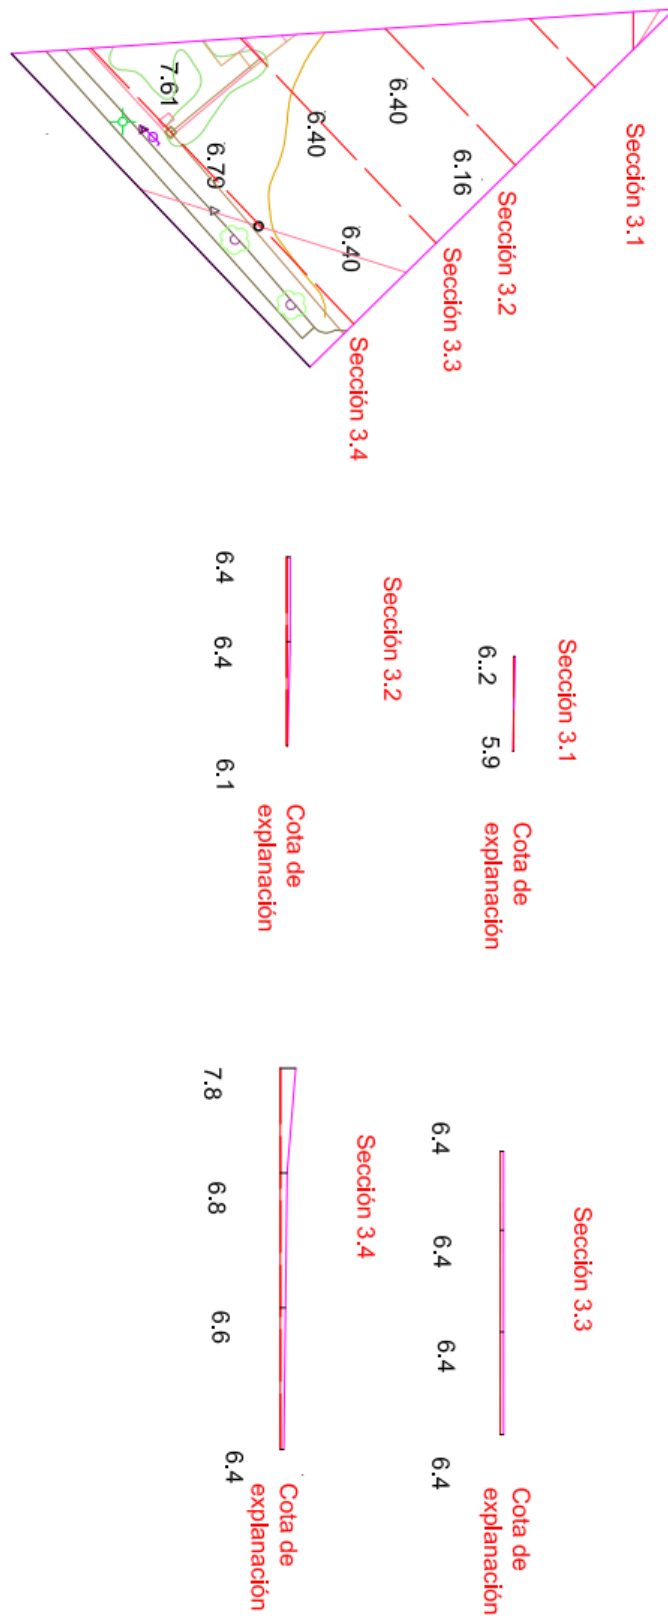 Sección 3.1
Sección 3.2
Sección 3.3
Sección 3.4
7.61
6.40
6.40
6.16
6.79
6.40
Sección 3.1
6..2
5.9
Cota de
explanación
Sección 3.2
6.4
6.4
6.1
Cota de
explanación
Sección 3.3
6.4
6.4
6.4
6.4
Cota de
explanación
Sección 3.4
7.8
6.8
6.6
6.4
Cota de
explanación